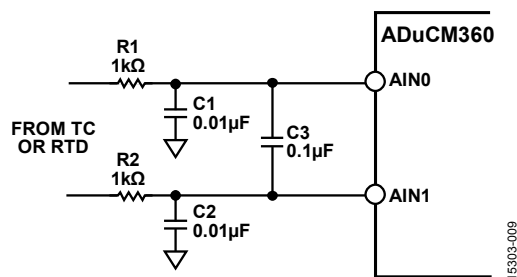 ADuCM360
R1
1kΩ
AIN0
C1
0.01µF
FROM TC
OR RTD
C3
0.1µF
R2
1kΩ
AIN1
C2
0.01µF
15303-009